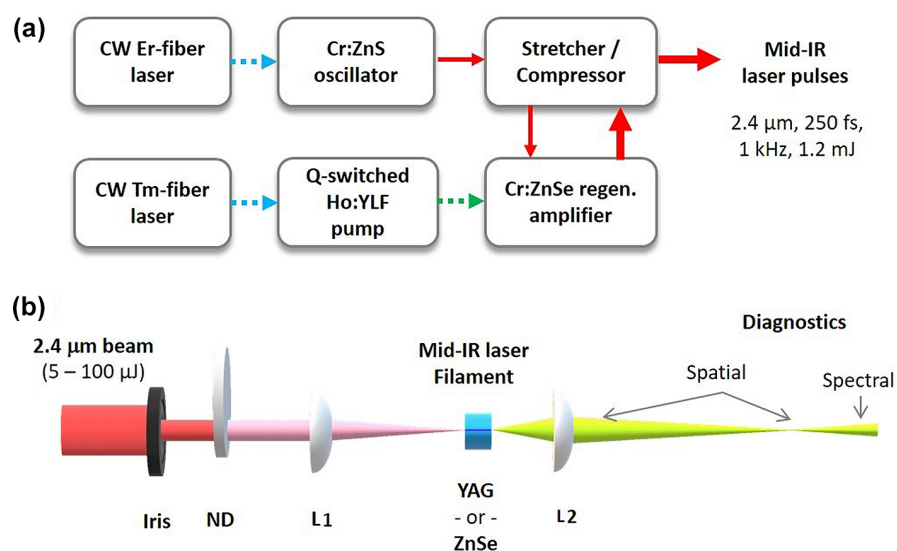 (a)
CW Er-fiber
laser
Cr:ZnS
oscillator
Stretcher /
Compressor
Mid-IR
laser pulses
2.4 μm, 250 fs,
1 kHz, 1.2 mJ
CW Tm-fiber
laser
Q-switched
Ho:YLF
pump
Cr:ZnSe regen.
amplifier
(b)
2.4 μm beam
(5 – 100 μJ)
Mid-IR laser
Filament
Diagnostics
Spatial
Spectral
Iris
ND
L1
YAG
- or -
ZnSe
L2